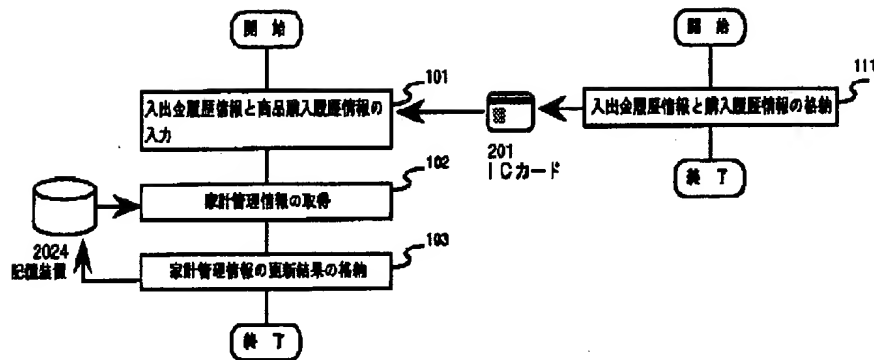 開 始
101
入出金履歴情報と商品購入履歴情報の
入力
102
家計管理情報の取得
2024
記憶装置
103
家計管理情報の更新結果の格納
終 了
201
ICカード
開 始
111
入出金履歴情報と購入履歴情報の格納
終 了